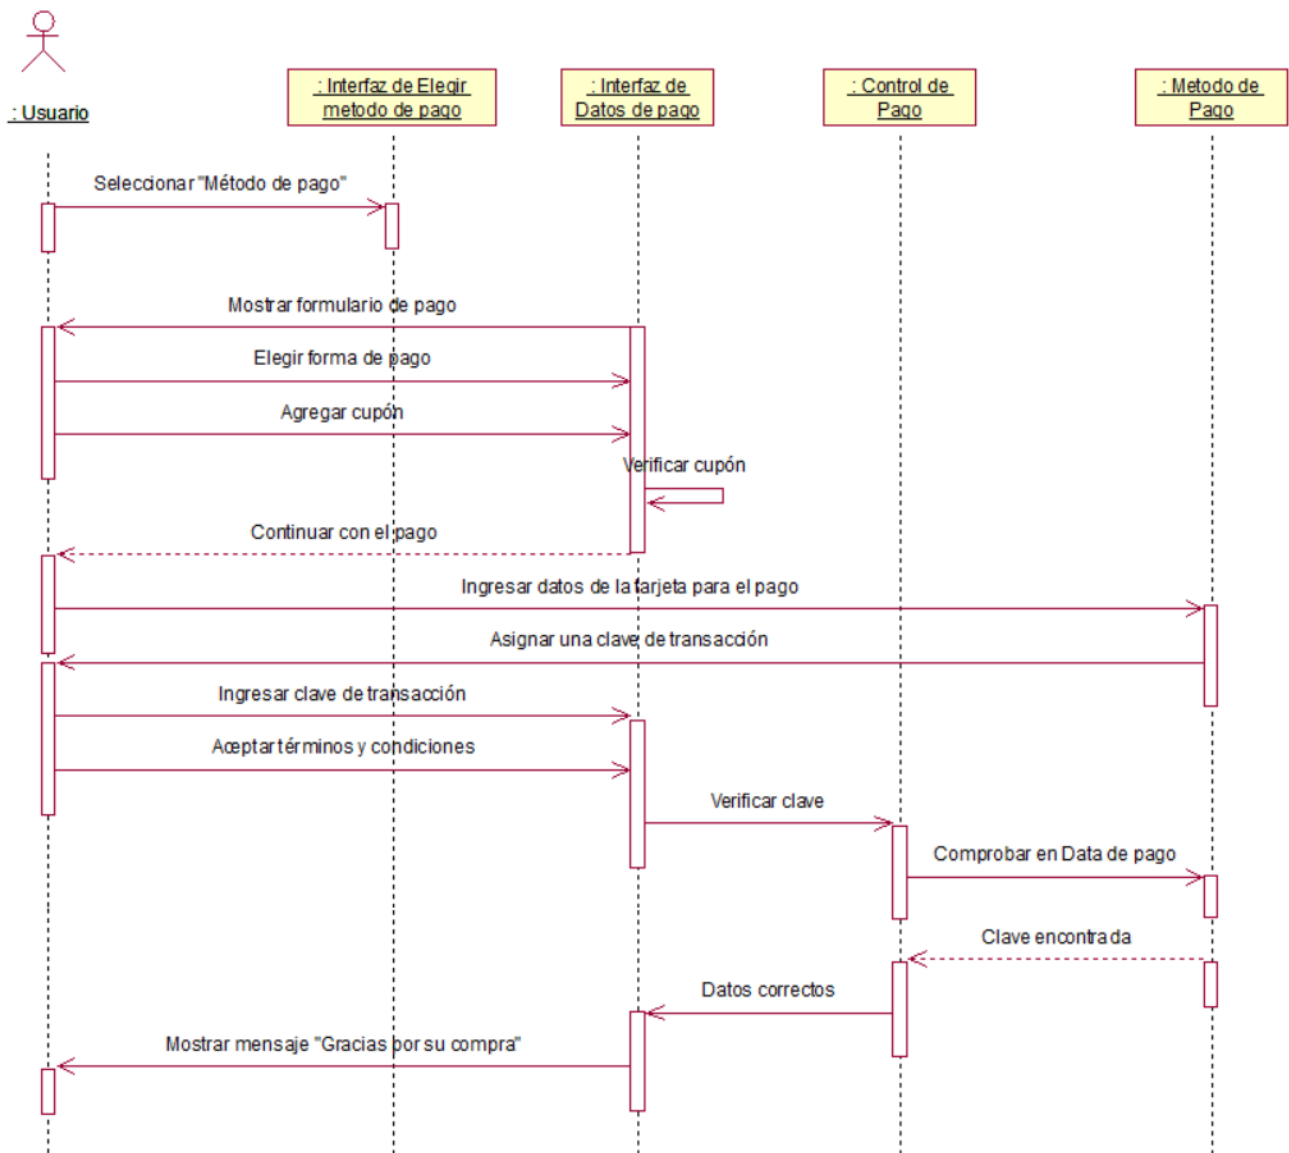 : Usuario
: Interfaz de Elegir
metodo de pago
: Interfaz de
Datos de pago
: Control de
Pago
: Metodo de
Pago
Seleccionar "Método de pago"
Mostrar formulario de pago
Elegir forma de pago
Agregar cupón
Verificar cupón
Continuar con el pago
Ingresar datos de la tarjeta para el pago
Asignar una clave de transacción
Ingresar clave de transacción
Aceptar términos y condiciones
Verificar clave
Comprobar en Data de pago
Clave encontrada
Datos correctos
Mostrar mensaje "Gracias por su compra"